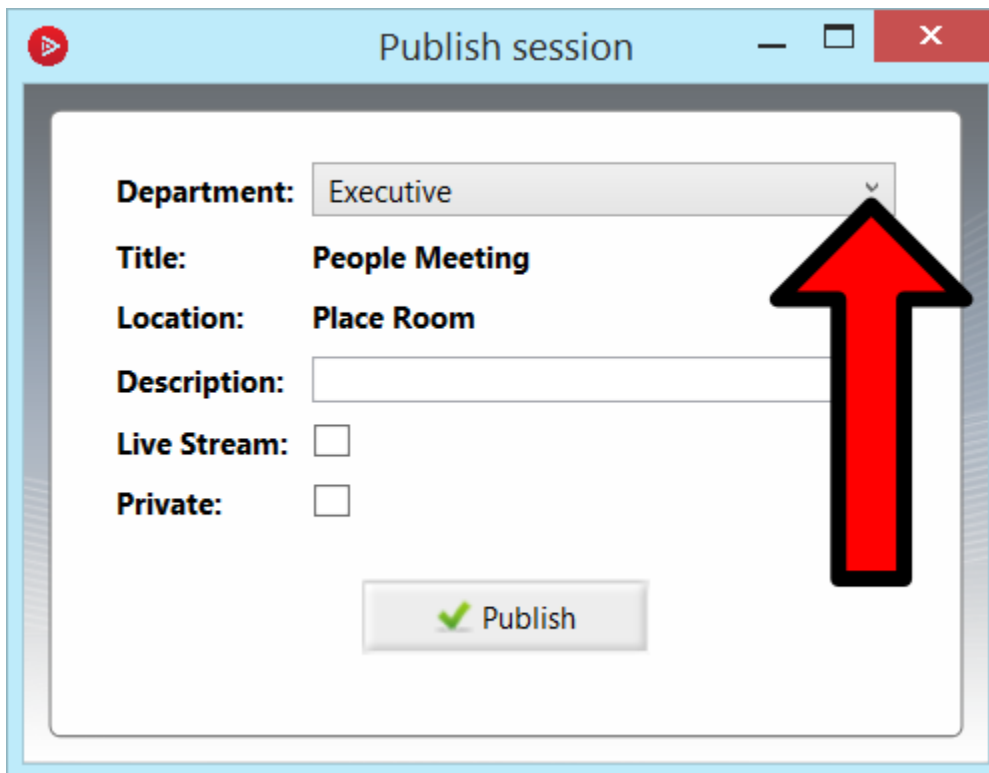 Publish session
Department: Executive
Title: People Meeting
Location: Place Room
Description:
Live Stream:
Private:
Publish